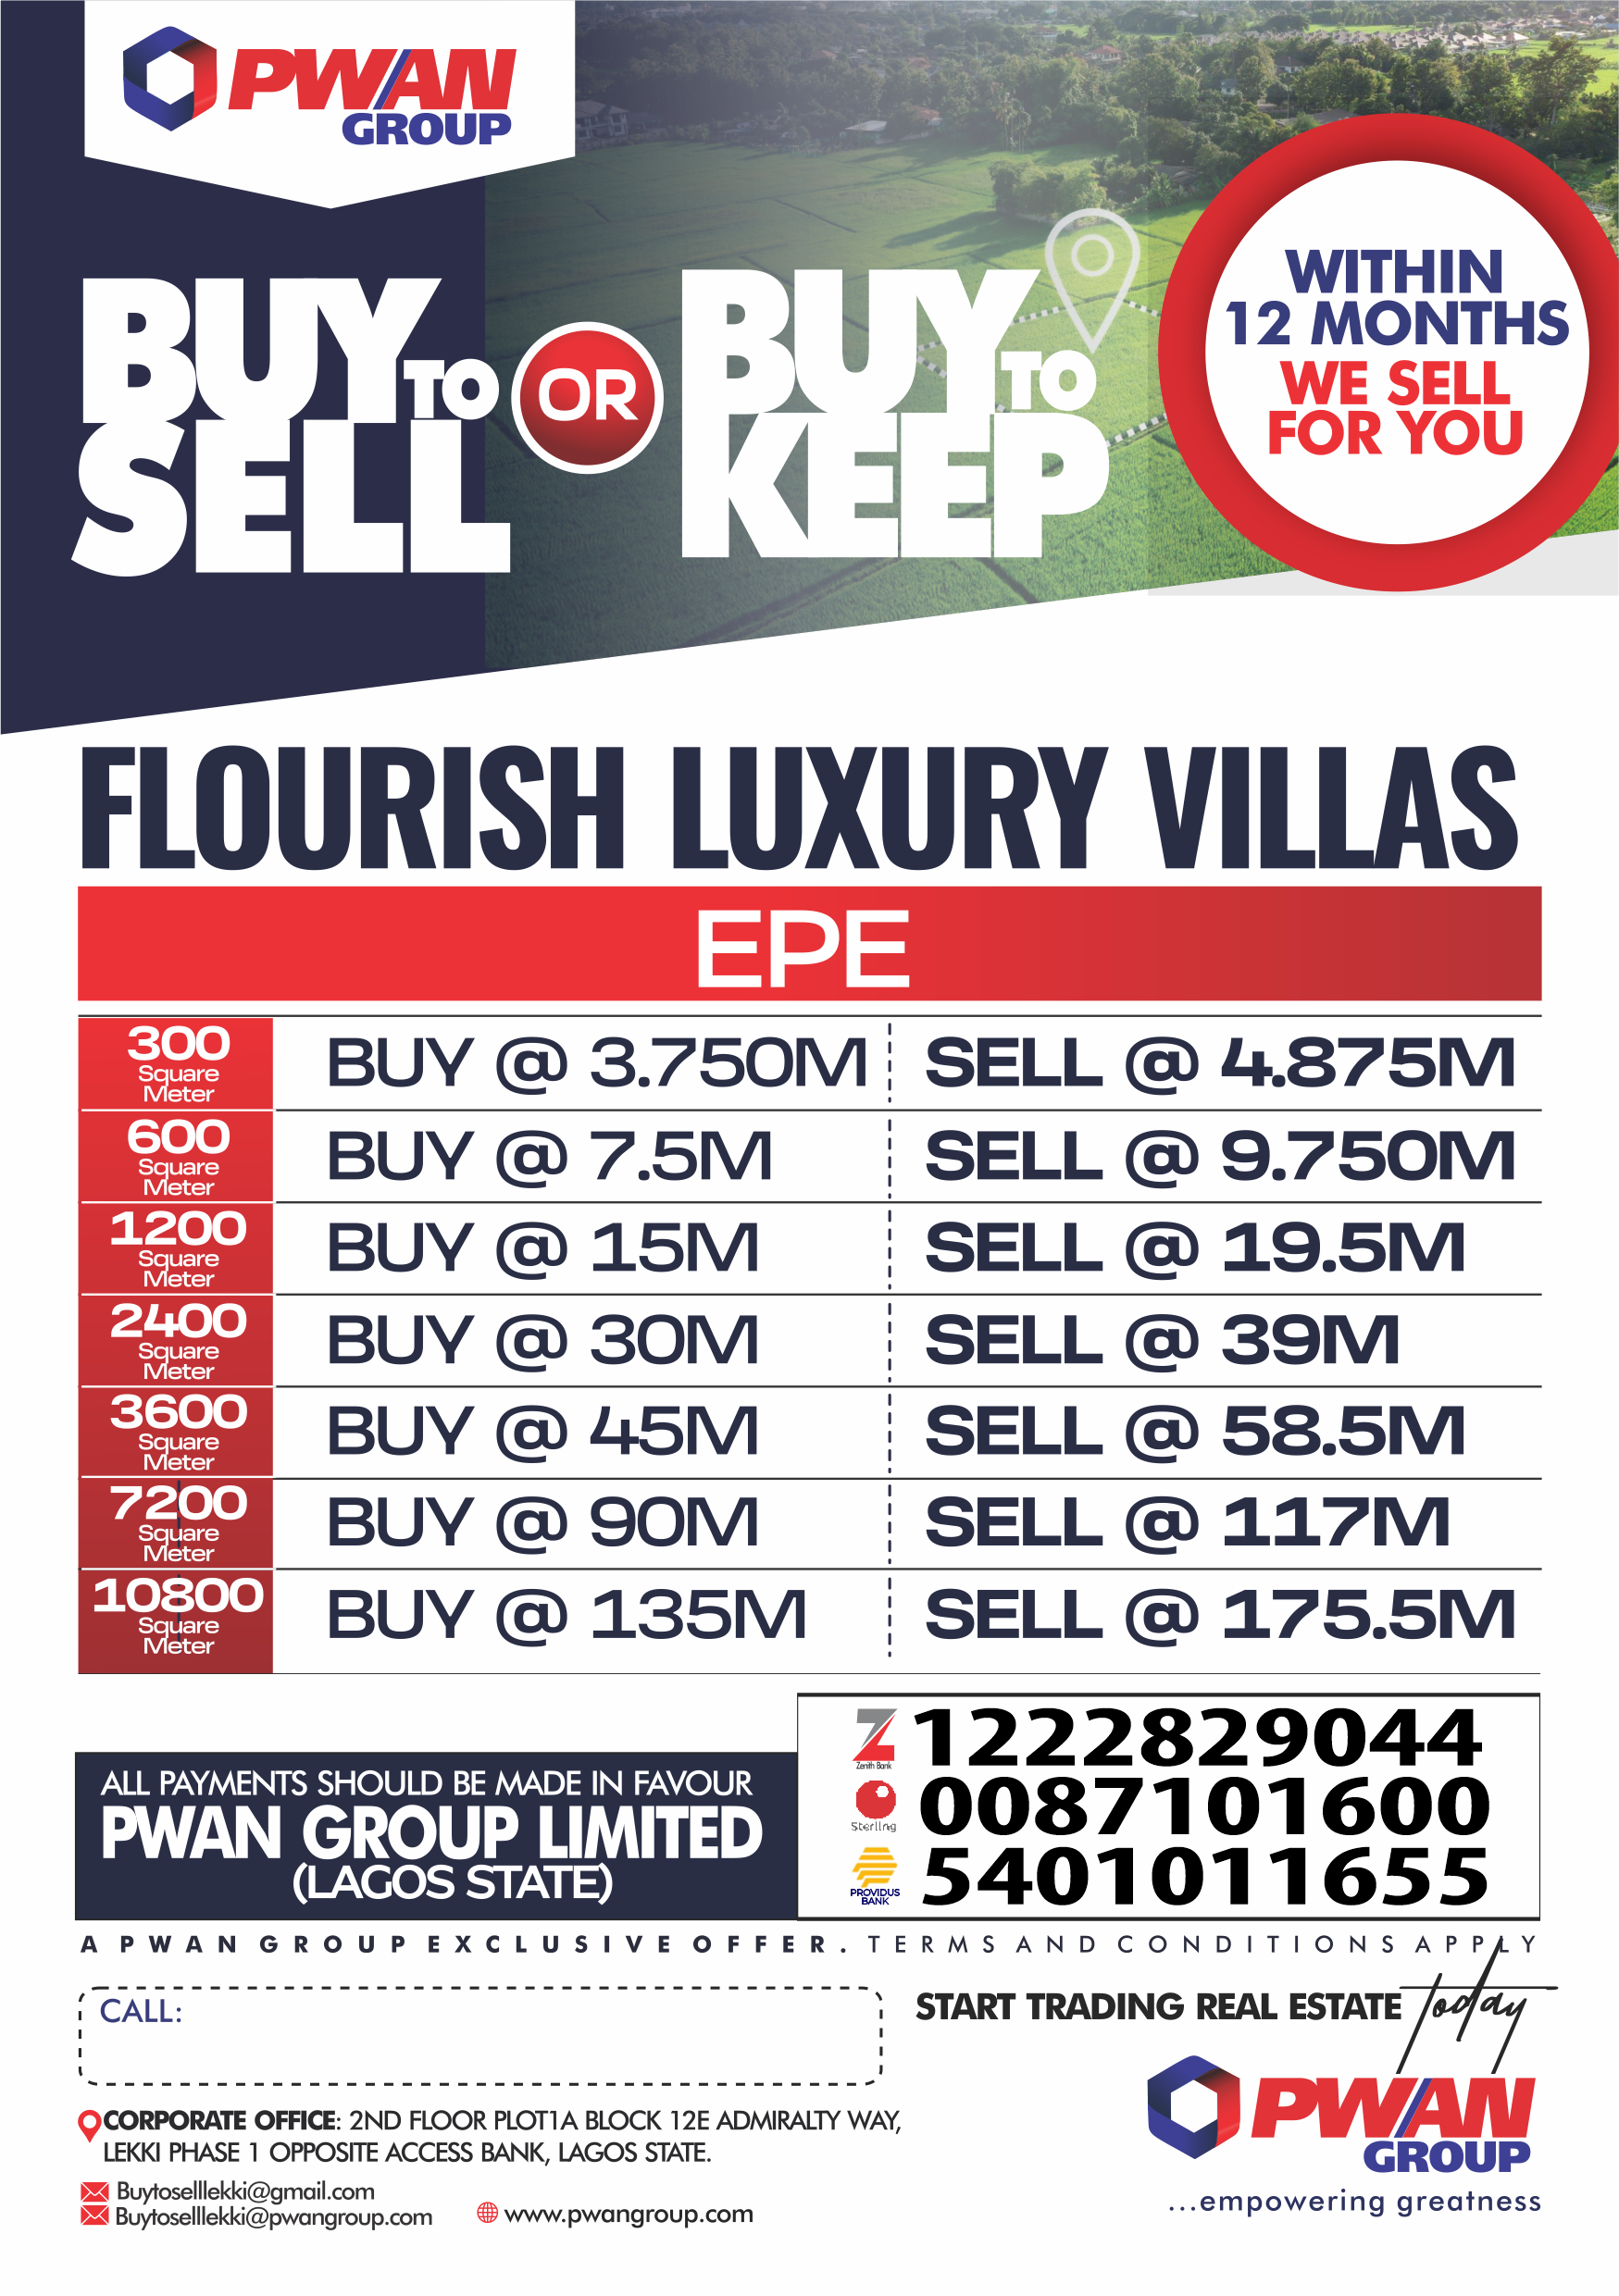 PWAN
GROUP
BUY TO
SELL
OR
BUY TO
KEEP
WITHIN
12 MONTHS
WE SELL
FOR YOU
FLOURISH LUXURY VILLAS
EPE
300 Square Meter BUY @ 3.750M SELL @ 4.875M
600 Square Meter BUY @ 7.5M SELL @ 9.750M
1200 Square Meter BUY @ 15M SELL @ 19.5M
2400 Square Meter BUY @ 30M SELL @ 39M
3600 Square Meter BUY @ 45M SELL @ 58.5M
7200 Square Meter BUY @ 90M SELL @ 117M
10800 Square Meter BUY @ 135M SELL @ 175.5M
ALL PAYMENTS SHOULD BE MADE IN FAVOUR
PWAN GROUP LIMITED
(LAGOS STATE)
Zenith Bank 1222829044
Sterling 0087101600
PROVIDUS BANK 5401011655
A PWAN GROUP EXCLUSIVE OFFER. TERMS AND CONDITIONS APPLY
CALL:
START TRADING REAL ESTATE today
CORPORATE OFFICE: 2ND FLOOR PLOT1A BLOCK 12E ADMIRALTY WAY,
LEKKI PHASE 1 OPPOSITE ACCESS BANK, LAGOS STATE.
Buytoselllekki@gmail.com
Buytoselllekki@pwangroup.com
www.pwangroup.com
PWAN
GROUP
...empowering greatness